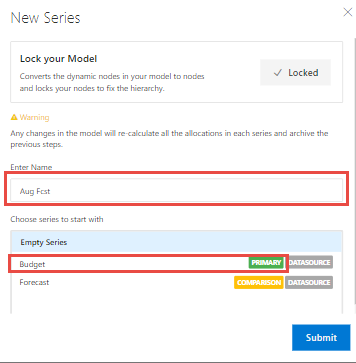 New Series
Lock your Model
Converts the dynamic nodes in your model to nodes
and locks your nodes to fix the hierarchy.
Locked
Warning
Any changes in the model will re-calculate all the allocations in each series and archive the
previous steps.
Enter Name
Aug Fcst
Choose series to start with
Empty Series
Budget PRIMARY DATASOURCE
Forecast COMPARISON DATASOURCE
Submit